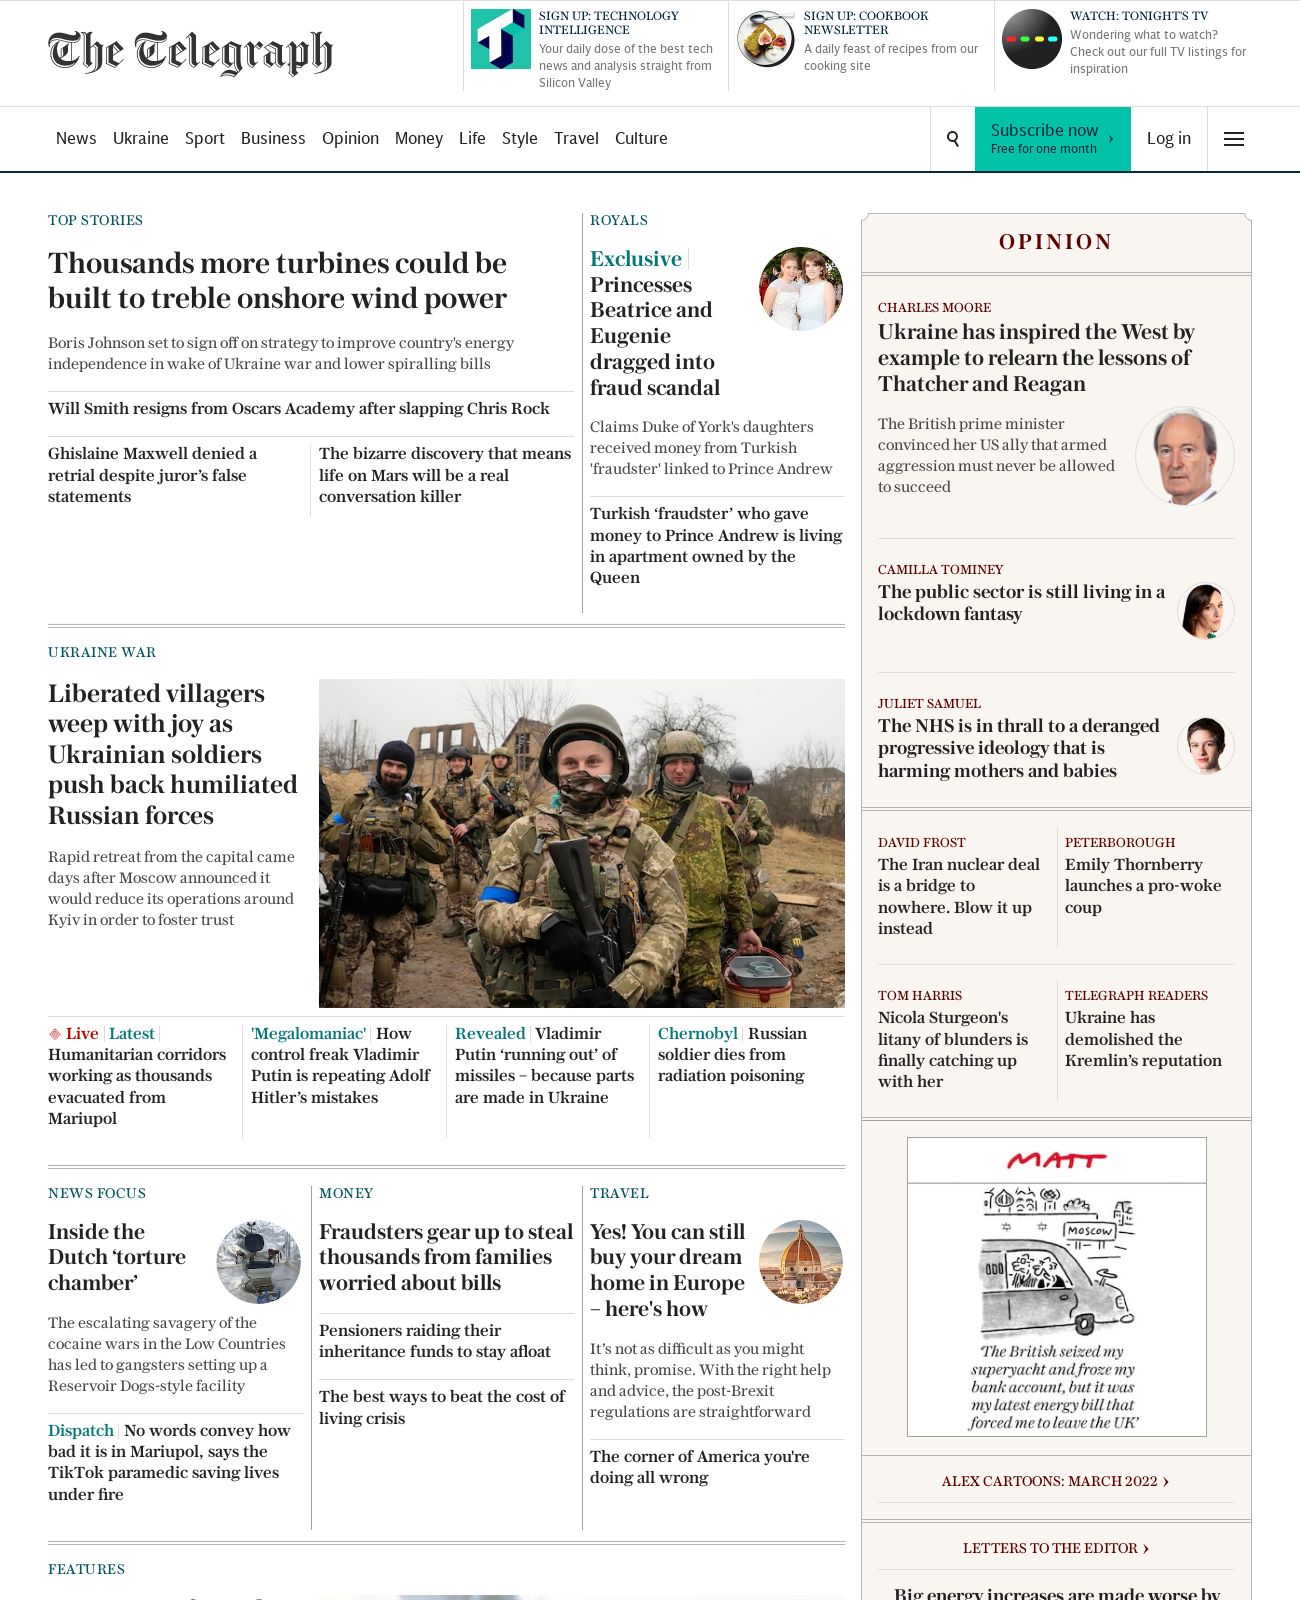 The Telegraph
SIGN UP: TECHNOLOGY
INTELLIGENCE
Your daily dose of the best tech
news and analysis straight from
Silicon Valley
SIGN UP: COOKBOOK
NEWSLETTER
A daily feast of recipes from our
cooking site
WATCH: TONIGHT'S TV
Wondering what to watch?
Check out our full TV listings for
inspiration
News Ukraine Sport Business Opinion Money Life Style Travel Culture
Subscribe now ›
Free for one month
Log in
TOP STORIES
Thousands more turbines could be
built to treble onshore wind power
Boris Johnson set to sign off on strategy to improve country's energy
independence in wake of Ukraine war and lower spiralling bills
Will Smith resigns from Oscars Academy after slapping Chris Rock
Ghislaine Maxwell denied a
retrial despite juror’s false
statements
The bizarre discovery that means
life on Mars will be a real
conversation killer
ROYALS
Exclusive
Princesses
Beatrice and
Eugenie
dragged into
fraud scandal
Claims Duke of York's daughters
received money from Turkish
'fraudster' linked to Prince Andrew
Turkish ‘fraudster’ who gave
money to Prince Andrew is living
in apartment owned by the
Queen
UKRAINE WAR
Liberated villagers
weep with joy as
Ukrainian soldiers
push back humiliated
Russian forces
Rapid retreat from the capital came
days after Moscow announced it
would reduce its operations around
Kyiv in order to foster trust
Live Latest
Humanitarian corridors
working as thousands
evacuated from
Mariupol
'Megalomaniac' How
control freak Vladimir
Putin is repeating Adolf
Hitler’s mistakes
Revealed Vladimir
Putin ‘running out’ of
missiles – because parts
are made in Ukraine
Chernobyl Russian
soldier dies from
radiation poisoning
NEWS FOCUS
Inside the
Dutch ‘torture
chamber’
The escalating savagery of the
cocaine wars in the Low Countries
has led to gangsters setting up a
Reservoir Dogs-style facility
Dispatch No words convey how
bad it is in Mariupol, says the
TikTok paramedic saving lives
under fire
MONEY
Fraudsters gear up to steal
thousands from families
worried about bills
Pensioners raiding their
inheritance funds to stay afloat
The best ways to beat the cost of
living crisis
TRAVEL
Yes! You can still
buy your dream
home in Europe
– here's how
It’s not as difficult as you might
think, promise. With the right help
and advice, the post-Brexit
regulations are straightforward
The corner of America you're
doing all wrong
FEATURES
OPINION
CHARLES MOORE
Ukraine has inspired the West by
example to relearn the lessons of
Thatcher and Reagan
The British prime minister
convinced her US ally that armed
aggression must never be allowed
to succeed
CAMILLA TOMINEY
The public sector is still living in a
lockdown fantasy
JULIET SAMUEL
The NHS is in thrall to a deranged
progressive ideology that is
harming mothers and babies
DAVID FROST
The Iran nuclear deal
is a bridge to
nowhere. Blow it up
instead
PETERBOROUGH
Emily Thornberry
launches a pro-woke
coup
TOM HARRIS
Nicola Sturgeon's
litany of blunders is
finally catching up
with her
TELEGRAPH READERS
Ukraine has
demolished the
Kremlin’s reputation
MATT
MOSCOW
'The British seized my
superyacht and froze my
bank account, but it was
my latest energy bill that
forced me to leave the UK'
ALEX CARTOONS: MARCH 2022 ›
LETTERS TO THE EDITOR ›
Big energy increases are made worse by